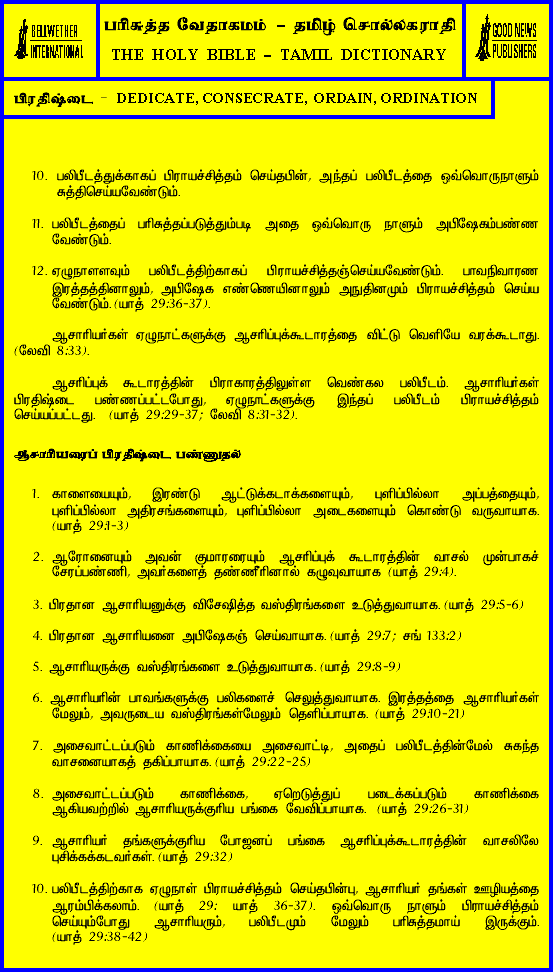 BELLWETHER
INTERNATIONAL
பரிசுத்த வேதாகமம் - தமிழ் சொல்லகராதி
THE HOLY BIBLE - TAMIL DICTIONARY
GOOD NEWS
PUBLISHERS
பிரதிஷ்டை - DEDICATE, CONSECRATE, ORDAIN, ORDINATION
10. பலிபீடத்துக்காகப் பிராயச்சித்தம் செய்தபின், அந்தப் பலிபீடத்தை ஒவ்வொருநாளும்
சுத்திசெய்யவேண்டும்.
11. பலிபீடத்தைப் பரிசுத்தப்படுத்தும்படி அதை ஒவ்வொரு நாளும் அபிஷேகம்பண்ண
வேண்டும்.
12. ஏழுநாளளவும் பலிபீடத்திற்காகப் பிராயச்சித்தஞ்செய்யவேண்டும். பாவநிவாரண
இரத்தத்தினாலும், அபிஷேக எண்ணெயினாலும் அநுதினமும் பிராயச்சித்தம் செய்ய
வேண்டும். (யாத் 29:36-37).
ஆசாரியர்கள் ஏழுநாட்களுக்கு ஆசரிப்புக்கூடாரத்தை விட்டு வெளியே வரக்கூடாது.
(லேவி 8:33).
ஆசரிப்புக் கூடாரத்தின் பிராகாரத்திலுள்ள வெண்கல பலிபீடம். ஆசாரியர்கள்
பிரதிஷ்டை பண்ணப்பட்டபோது, ஏழுநாட்களுக்கு இந்தப் பலிபீடம் பிராயச்சித்தம்
செய்யப்பட்டது. (யாத் 29:29-37; லேவி 8:31-32).
ஆசாரியரைப் பிரதிஷ்டை பண்ணுதல்
1. காளையையும், இரண்டு ஆட்டுக்கடாக்களையும், புளிப்பில்லா அப்பத்தையும்,
புளிப்பில்லா அதிரசங்களையும், புளிப்பில்லா அடைகளையும் கொண்டு வருவாயாக.
(யாத் 29:1-3)
2. ஆரோனையும் அவன் குமாரரையும் ஆசரிப்புக் கூடாரத்தின் வாசல் முன்பாகச்
சேரப்பண்ணி, அவர்களைத் தண்ணீரினால் கழுவுவாயாக (யாத் 29:4).
3. பிரதான ஆசாரியனுக்கு விசேஷித்த வஸ்திரங்களை உடுத்துவாயாக. (யாத் 29:5-6)
4. பிரதான ஆசாரியனை அபிஷேகஞ் செய்வாயாக. (யாத் 29:7; சங் 133:2)
5. ஆசாரியருக்கு வஸ்திரங்களை உடுத்துவாயாக. (யாத் 29:8-9)
6. ஆசாரியரின் பாவங்களுக்கு பலிகளைச் செலுத்துவாயாக. இரத்தத்தை ஆசாரியர்கள்
மேலும், அவருடைய வஸ்திரங்கள்மேலும் தெளிப்பாயாக. (யாத் 29:10-21)
7. அசைவாட்டப்படும் காணிக்கையை அசைவாட்டி, அதைப் பலிபீடத்தின்மேல் சுகந்த
வாசனையாகத் தகிப்பாயாக. (யாத் 29:22-25)
8. அசைவாட்டப்படும் காணிக்கை, ஏறெடுத்துப் படைக்கப்படும் காணிக்கை
ஆகியவற்றில் ஆசாரியருக்குரிய பங்கை வேவிப்பாயாக. (யாத் 29:26-31)
9. ஆசாரியர் தங்களுக்குரிய போஜனப் பங்கை ஆசரிப்புக்கூடாரத்தின் வாசலிலே
புசிக்கக்கடவர்கள். (யாத் 29:32)
10. பலிபீடத்திற்காக ஏழுநாள் பிராயச்சித்தம் செய்தபின்பு, ஆசாரியர் தங்கள் ஊழியத்தை
ஆரம்பிக்கலாம். (யாத் 29: யாத் 36-37). ஒவ்வொரு நாளும் பிராயச்சித்தம்
செய்யும்போது ஆசாரியரும், பலிபீடமும் மேலும் பரிசுத்தமாய் இருக்கும்.
(யாத் 29:38-42)